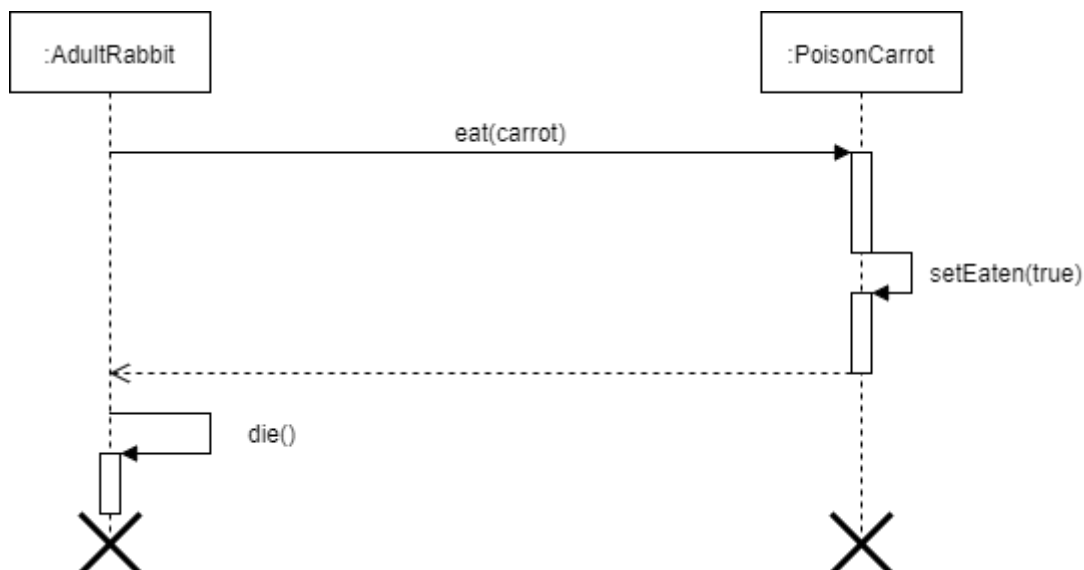 :AdultRabbit
:PoisonCarrot
eat(carrot)
setEaten(true)
die()